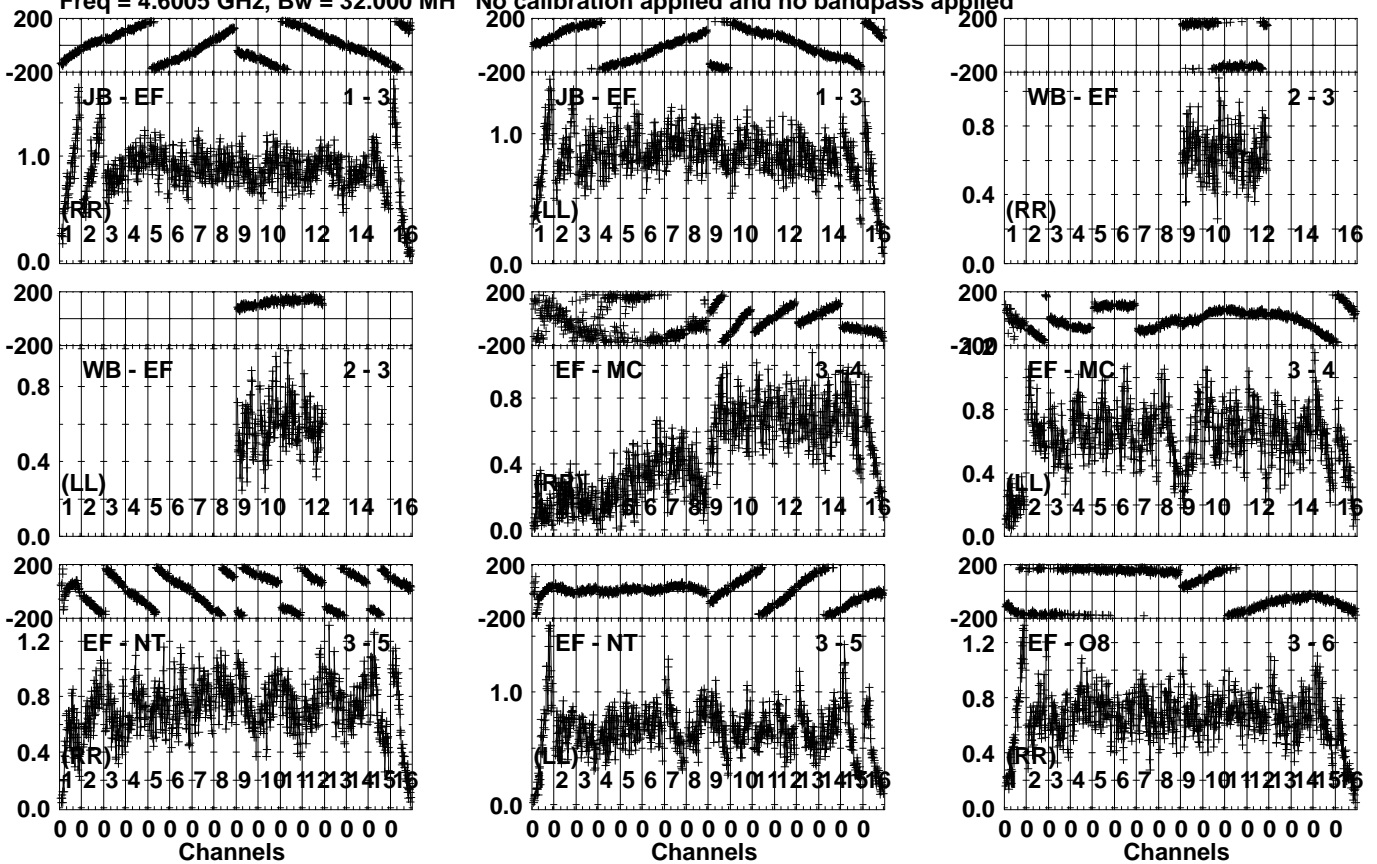 Freq = 4.6005 GHz, Bw = 32.000 MH No calibration applied and no bandpass applied
200
-200
JB - EF 1 - 3
1.0
(RR)
1 2 3 4 5 6 7 8 9 10 12 14 16
0.0
JB - EF 1 - 3
1.0
(LL)
1 2 3 4 5 6 7 8 9 10 12 14 16
0.0
200
-200
WB - EF 2 - 3
0.8
0.4
(RR)
1 2 3 4 5 6 7 8 9 10 12 14 16
0.0
200
-200
WB - EF 2 - 3
0.8
0.4
(LL)
1 2 3 4 5 6 7 8 9 10 12 14 16
0.0
200
-200
EF - MC 3 - 4
0.8
0.4
(RR)
6 7 8 9 10 12 14 16
0.0
200
EF - MC 3 - 4
0.8
0.4
(LL)
2 3 4 5 6 7 8 9 10 12 14 16
0.0
200
-200
EF - NT 3 - 5
1.2
0.8
0.4
(RR)
1 2 3 4 5 6 7 8 9 10 11 12 13 14 15 16
0.0
0 0 0 0 0 0 0 0 0 0 0 0 0 0 0 0
Channels
200
-200
EF - NT 3 - 5
1.0
(LL)
1 2 3 4 5 6 7 8 9 10 11 12 13 14 15 16
0.0
0 0 0 0 0 0 0 0 0 0 0 0 0 0 0 0
Channels
200
-200
EF - O8 3 - 6
1.2
0.8
0.4
(RR)
1 2 3 4 5 6 7 8 9 10 11 12 13 14 15 16
0.0
0 0 0 0 0 0 0 0 0 0 0 0 0 0 0 0
Channels